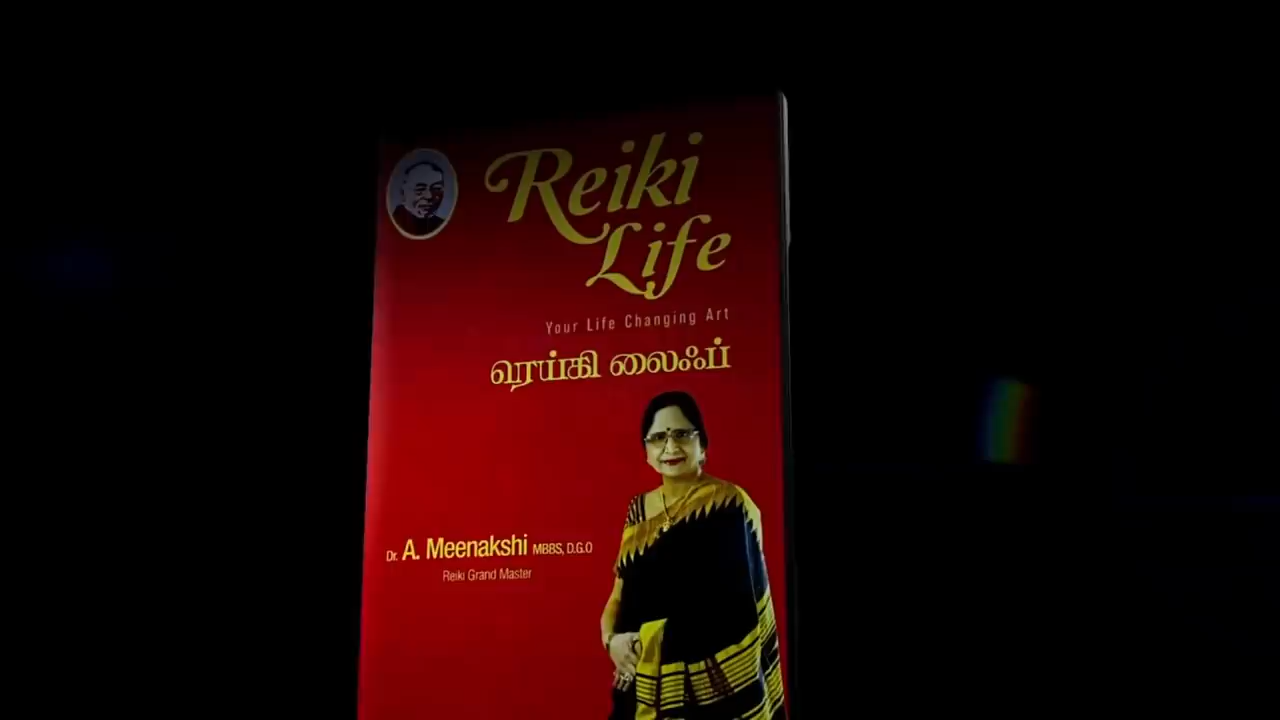 Reiki
Life
Your Life Changing Art
ரெய்கி லைஃப்
Dr. A. Meenakshi MBBS, D.G.O
Reiki Grand Master